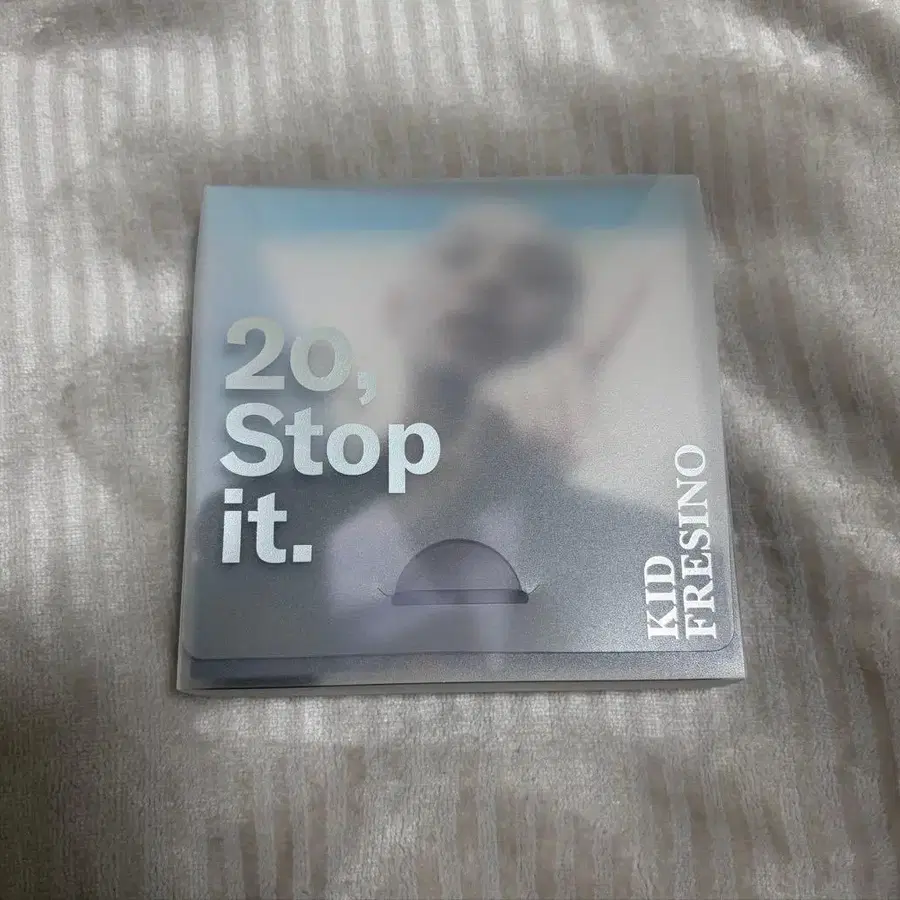 20,
Stop
it.
KID
FRESINO